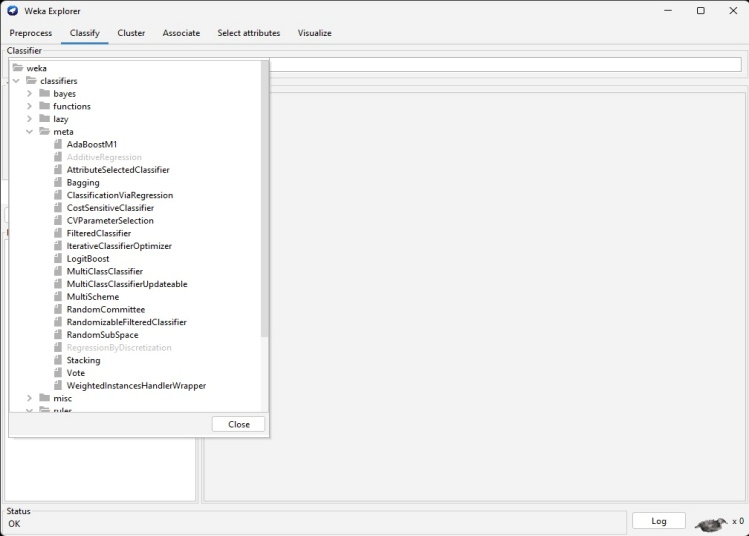 Weka Explorer
Preprocess Classify Cluster Associate Select attributes Visualize
Classifier
weka
classifiers
bayes
functions
lazy
meta
AdaBoostM1
AdditiveRegression
AttributeSelectedClassifier
Bagging
ClassificationViaRegression
CostSensitiveClassifier
CVParameterSelection
FilteredClassifier
IterativeClassifierOptimizer
LogitBoost
MultiClassClassifier
MultiClassClassifierUpdateable
MultiScheme
RandomCommittee
RandomizableFilteredClassifier
RandomSubSpace
RegressionByDiscretization
Stacking
Vote
WeightedInstancesHandlerWrapper
misc
rules
Close
Status
OK
Log x 0